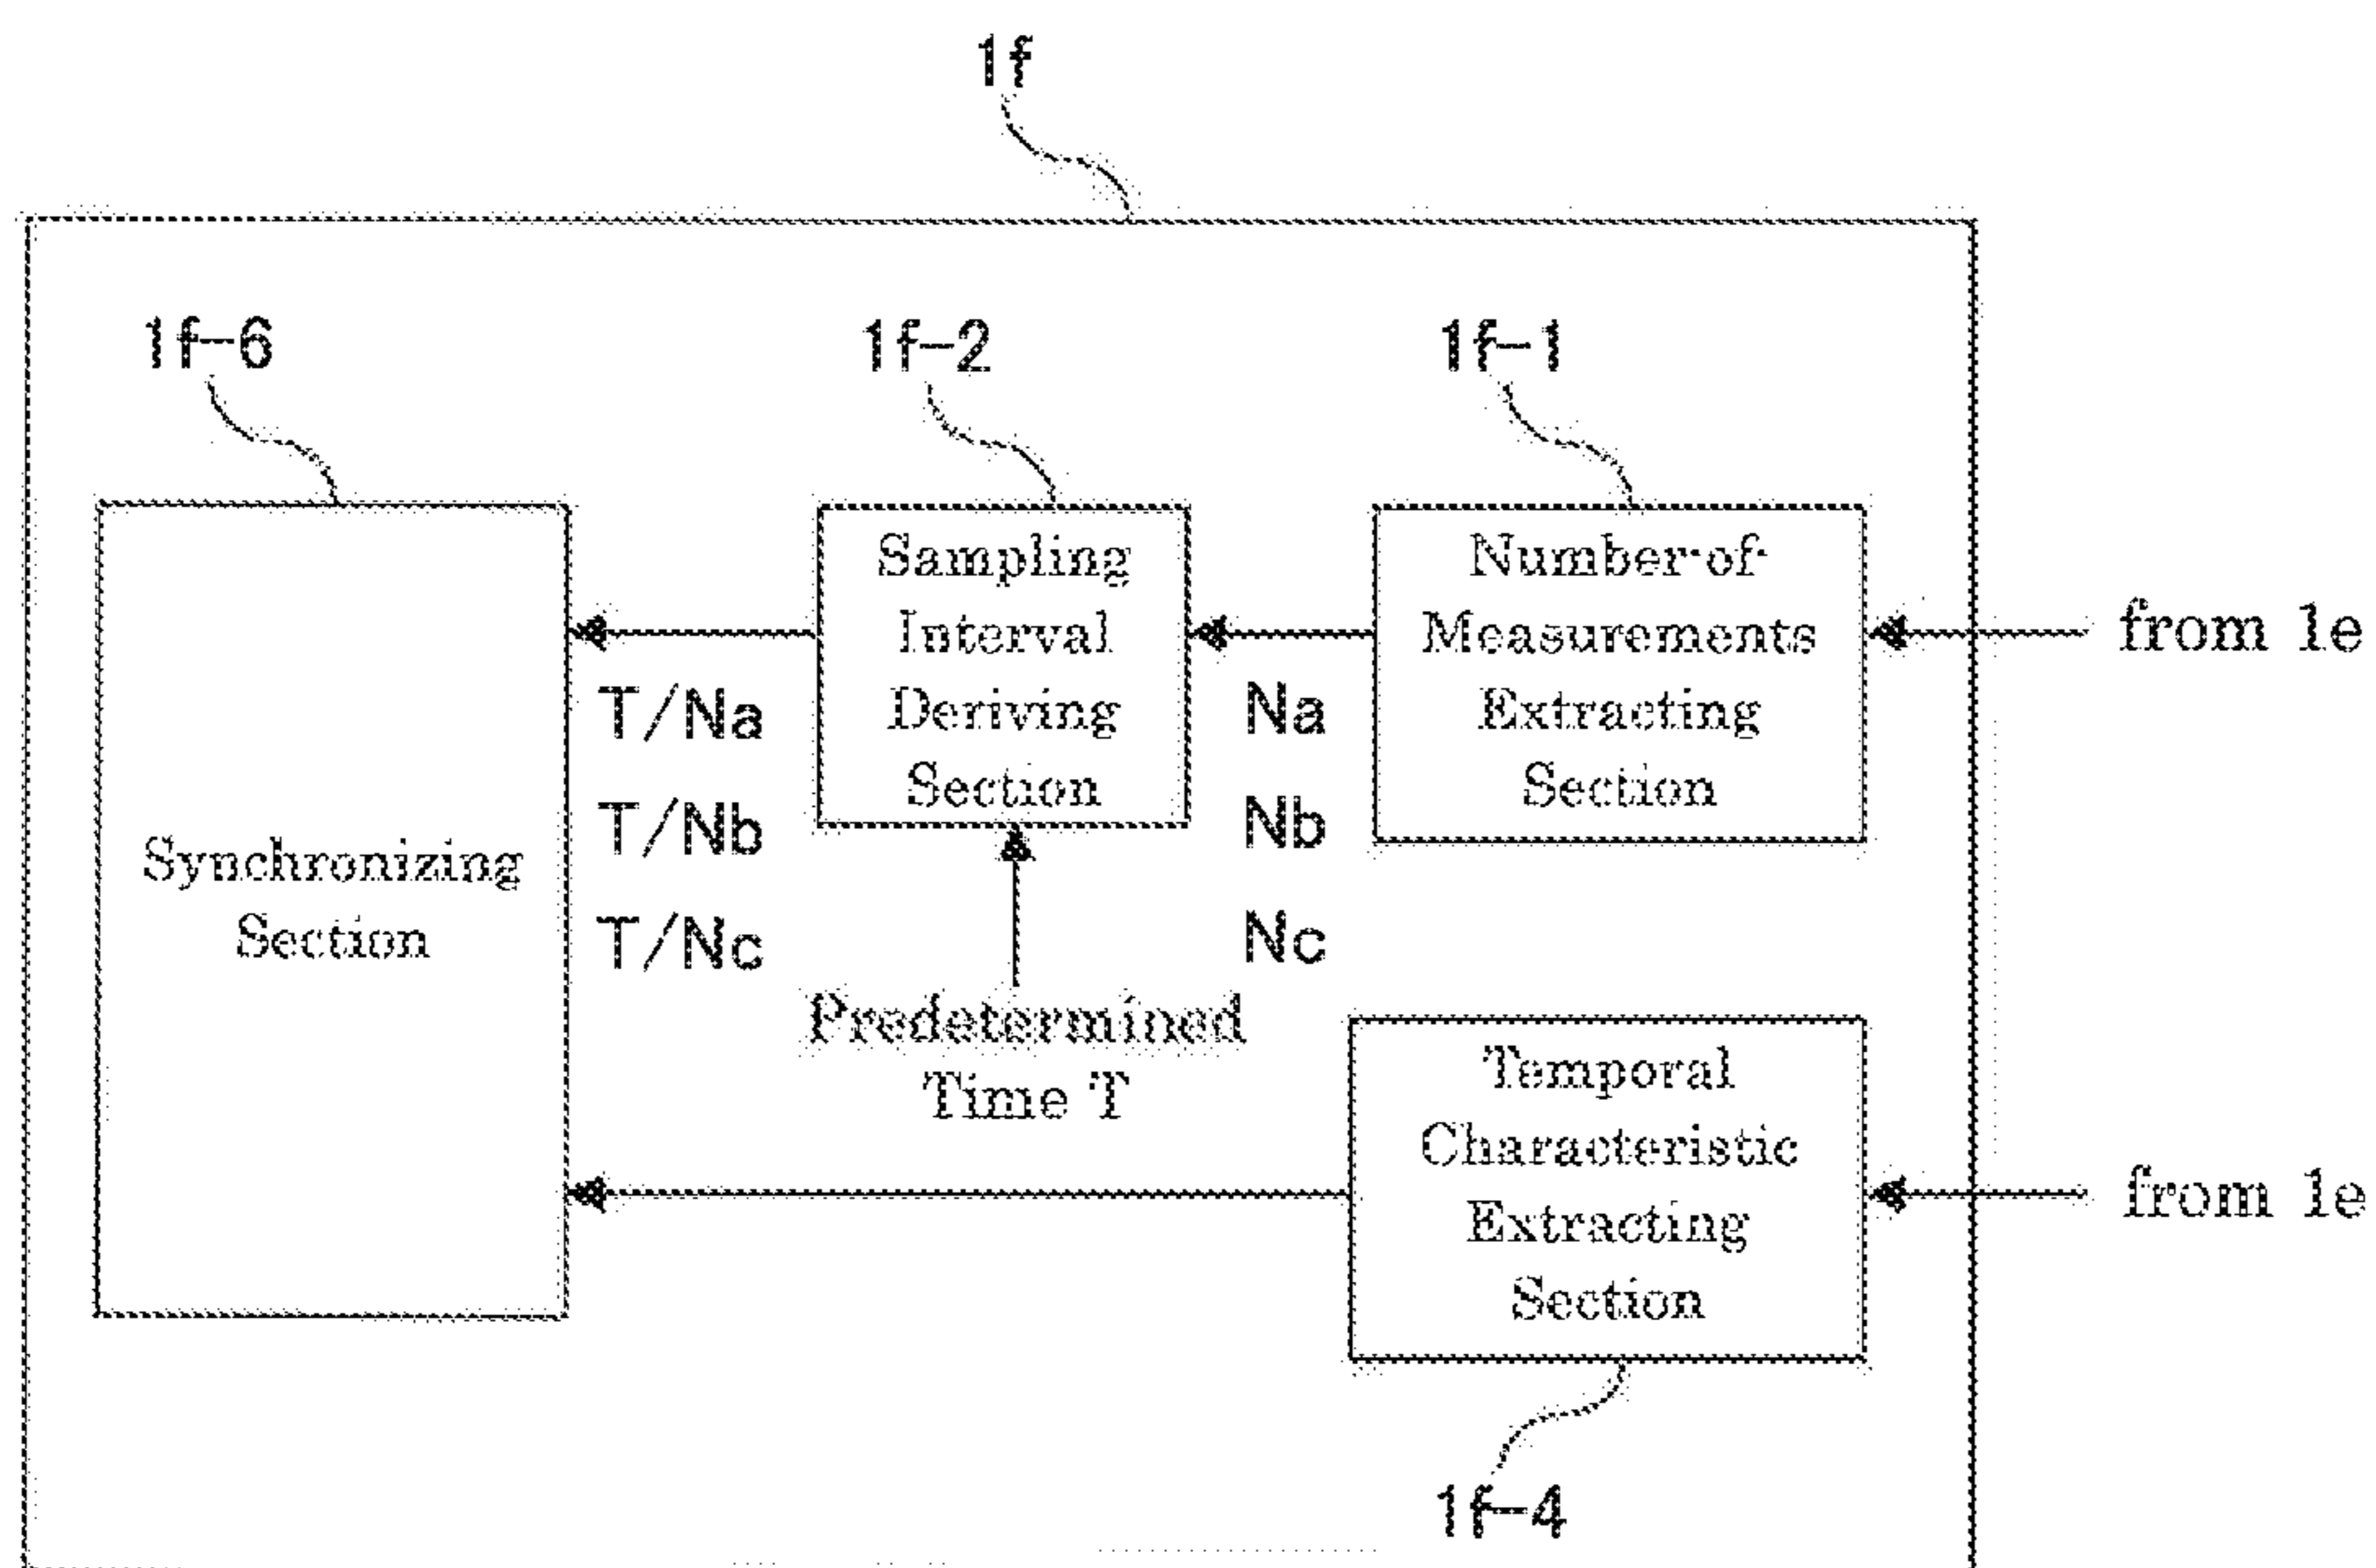 1f
1f-6
1f-2
1f-1
Sampling
Interval
Deriving
Section
Number-of-
Measurements
Extracting
Section
from 1e
T/Na
T/Nb
T/Nc
Na
Nb
Nc
Synchronizing
Section
Predetermined
Time T
Temporal
Characteristic
Extracting
Section
from 1e
1f-4